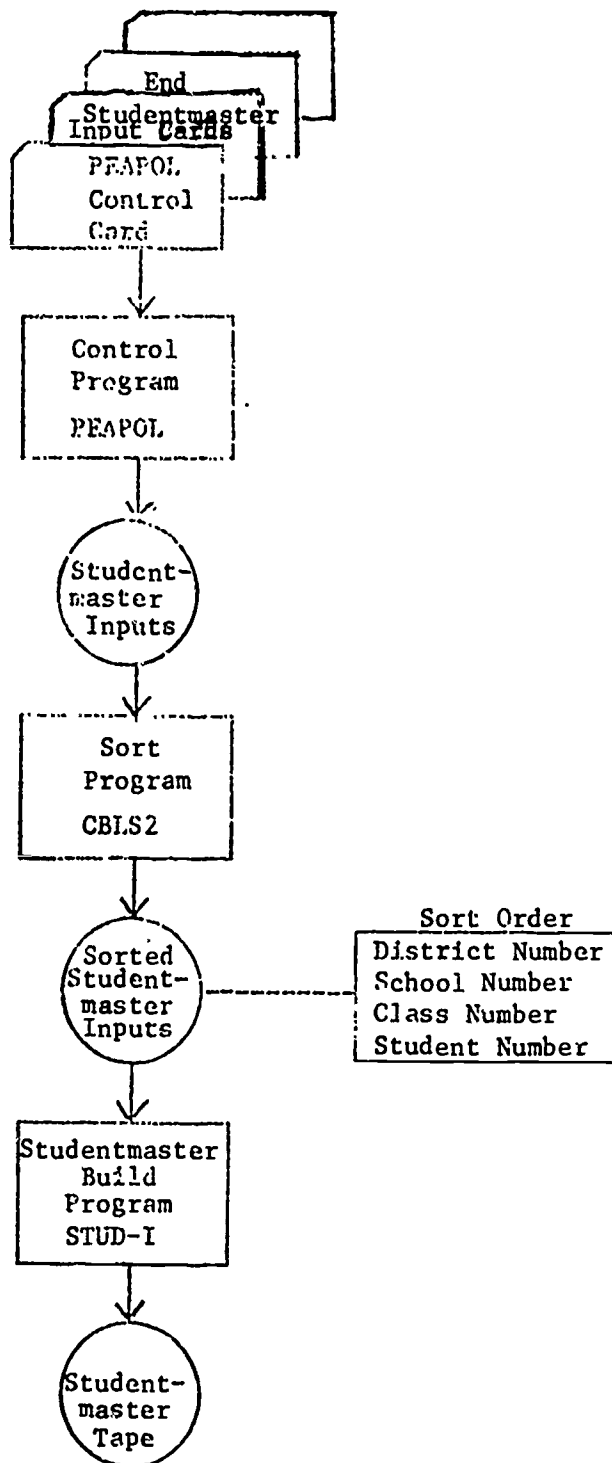 End
Studentmaster
Input Cards
PEAPOL
Control
Card
Control
Program
PEAPOL
Student-
master
Inputs
Sort
Program
CBLS2
Sorted
Student-
master
Inputs
Sort Order
District Number
School Number
Class Number
Student Number
Studentmaster
Build
Program
STUD-I
Student-
master
Tape